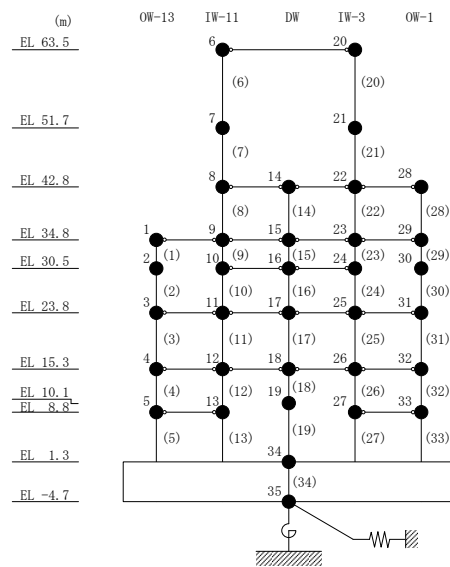 (m) OW-13 IW-11 DW IW-3 OW-1
EL 63.5 6 20
(6) (20)
EL 51.7 7 21
(7) (21)
EL 42.8 8 14 22 28
(8) (14) (22) (28)
EL 34.8 1 9 15 23 29
(1) (9) (15) (23) (29)
EL 30.5 2 10 16 24 30
(2) (10) (16) (24) (30)
EL 23.8 3 11 17 25 31
(3) (11) (17) (25) (31)
EL 15.3 4 12 18 26 32
(4) (12) (18) (26) (32)
EL 10.1 19
EL 8.8 5 13 27 33
(5) (13) (19) (27) (33)
EL 1.3 34
(34)
EL -4.7 35